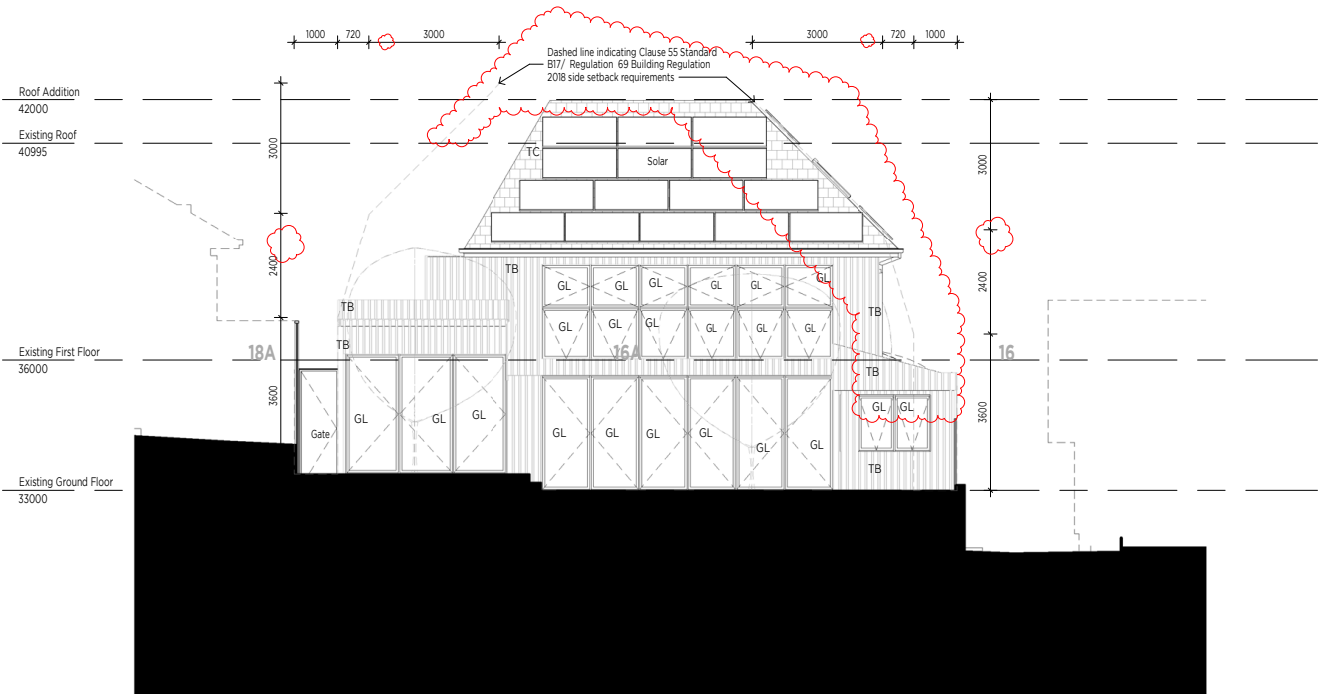 1000 720 3000 3000 720 1000
Dashed line indicating Clause 55 Standard
B17/ Regulation 69 Building Regulation
2018 side setback requirements
Roof Addition
42000
Existing Roof
40995
3000
TC
Solar
3000
2400
TB
GL GL GL GL GL GL
2400
TB
TB
GL GL GL GL GL GL
TB
18A
16A
16
Existing First Floor
36000
TB
3600
GL GL
3600
Gate
GL GL GL
GL GL GL GL GL GL
TB
Existing Ground Floor
33000